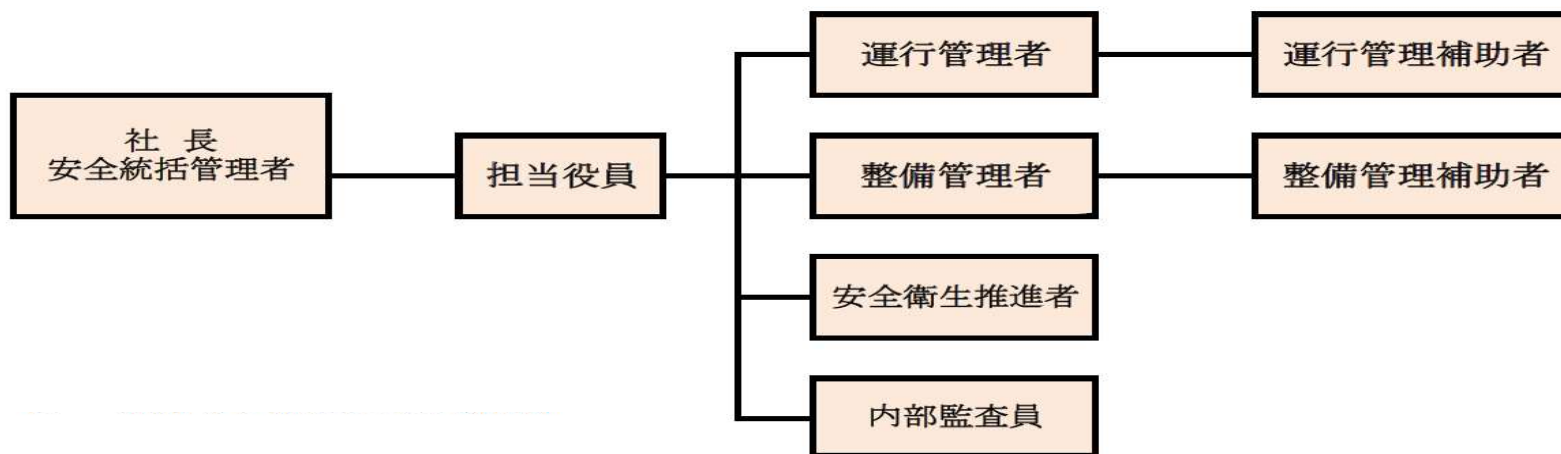 社 長
安全統括管理者
担当役員
運行管理者
運行管理補助者
整備管理者
整備管理補助者
安全衛生推進者
内部監査員